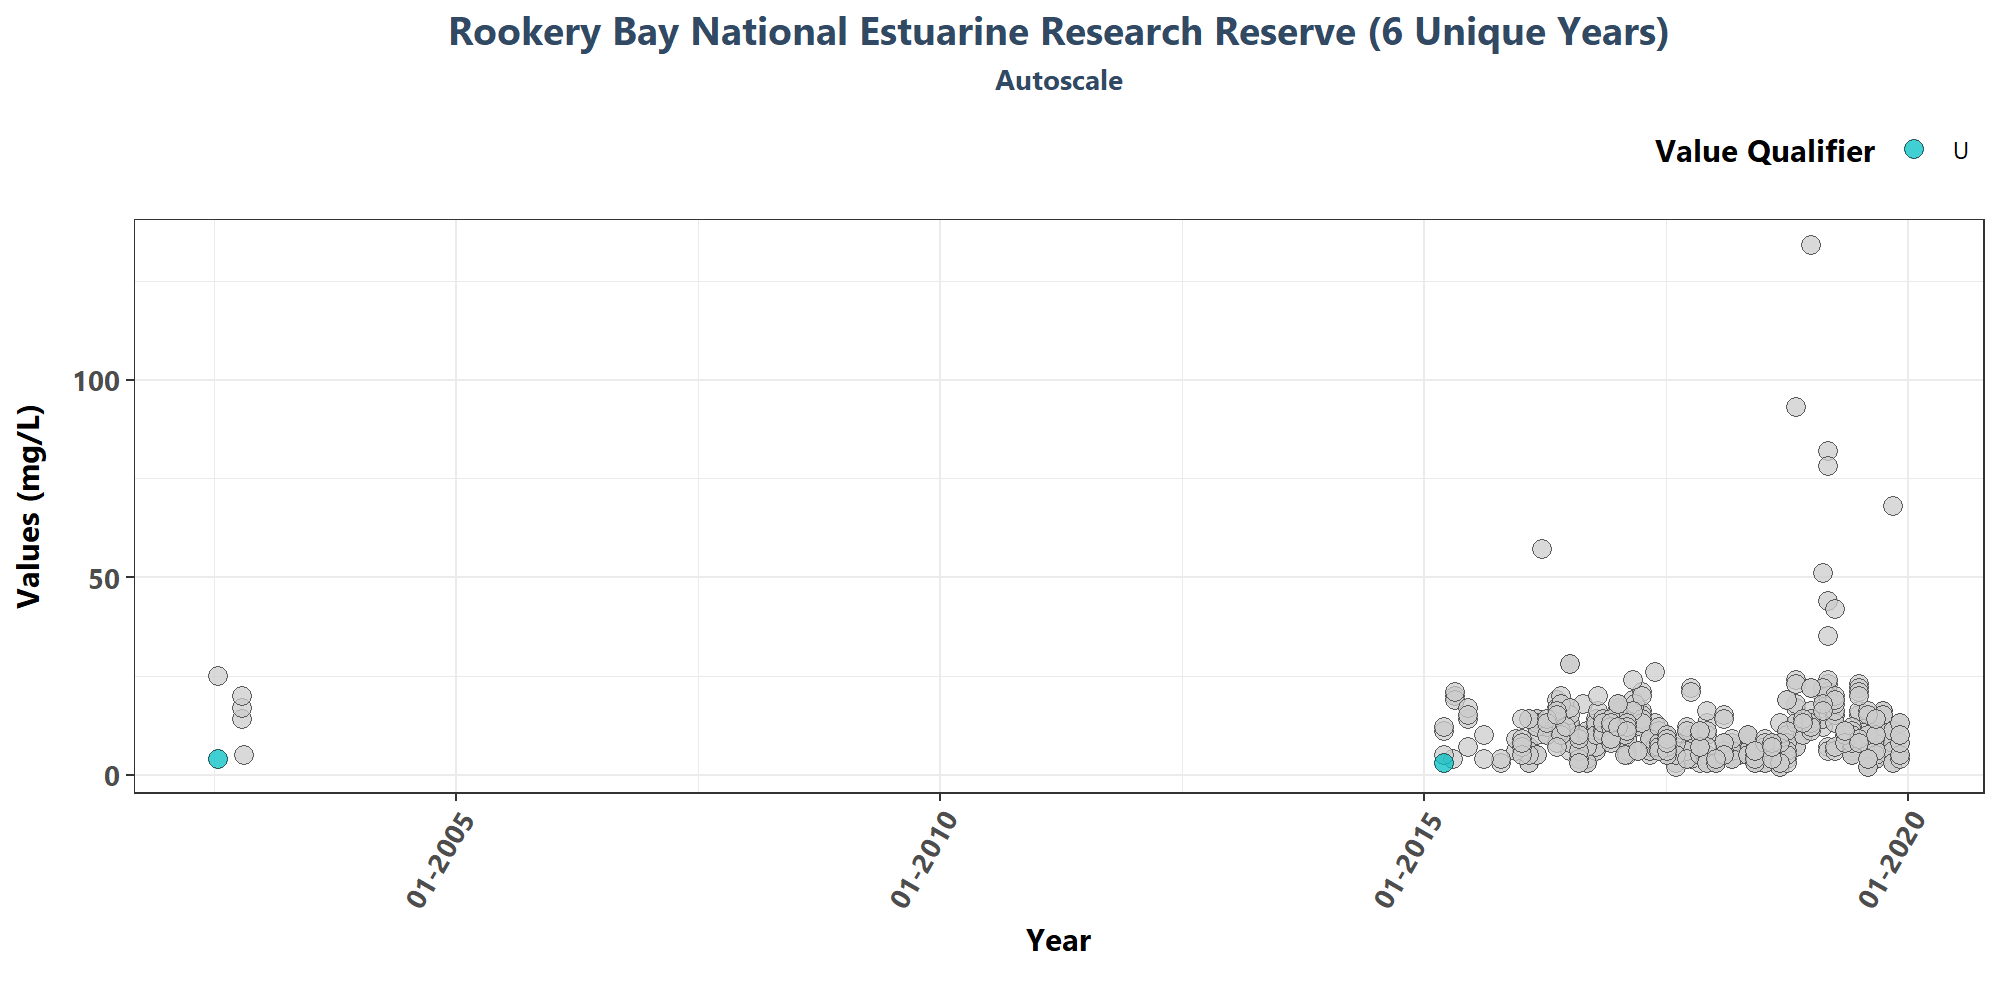 Rookery Bay National Estuarine Research Reserve (6 Unique Years)
Autoscale
Value Qualifier U
Values (mg/L)
100
50
0
01-2005 01-2010 01-2015 01-2020
Year